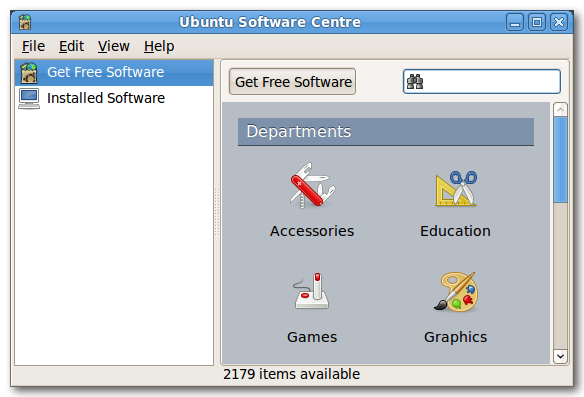 Ubuntu Software Centre
File Edit View Help
Get Free Software
Installed Software
Get Free Software
Departments
Accessories
Education
Games
Graphics
2179 items available